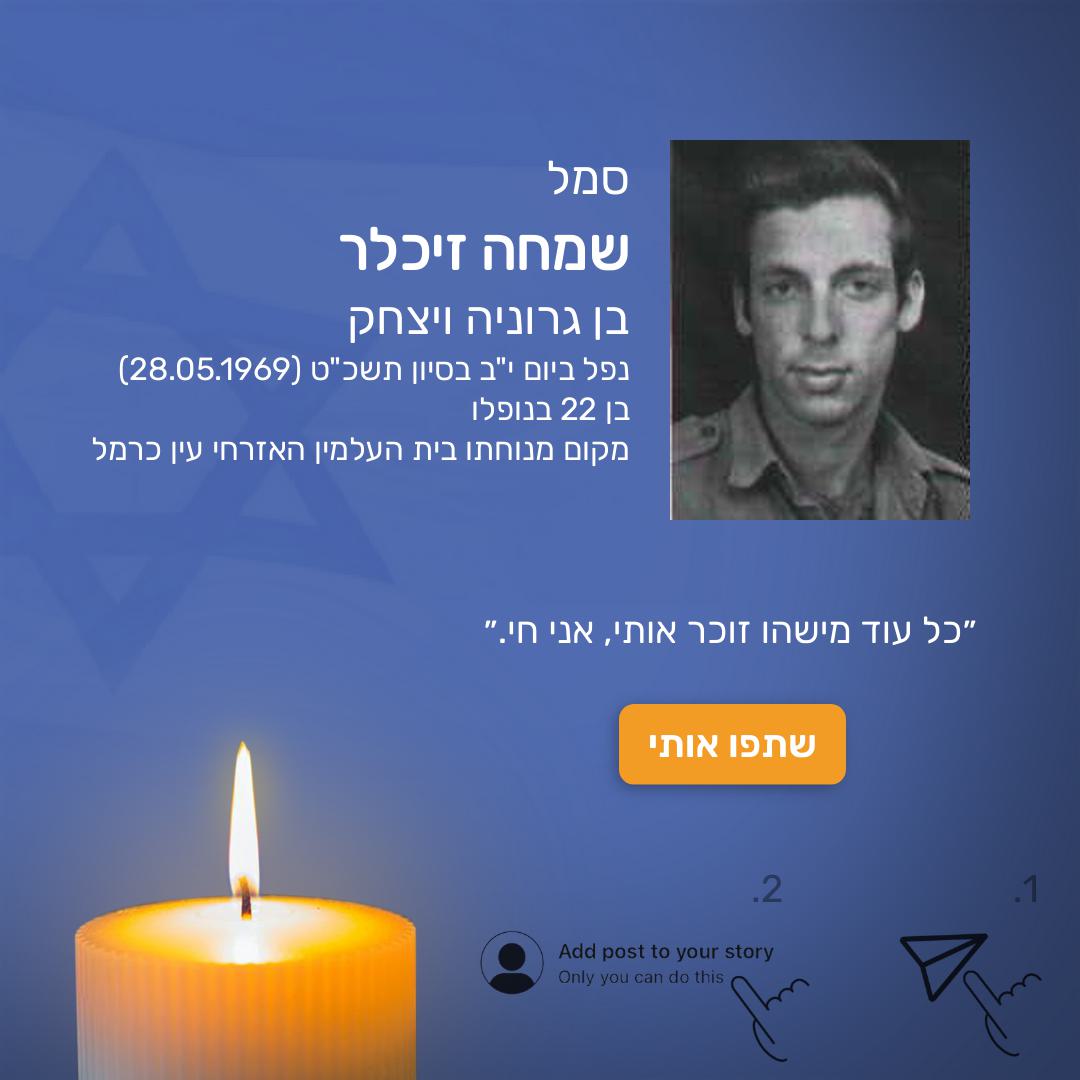 סמל
שמחה זיכלר
בן גרוניה ויצחק
נפל ביום י"ב בסיון תשכ"ט (28.05.1969)
בן 22 בנופלו
מקום מנוחתו בית העלמין האזרחי עין כרמל
״כל עוד מישהו זוכר אותי, אני חי.״
שתפו אותי
1.
2.
Add post to your story
Only you can do this